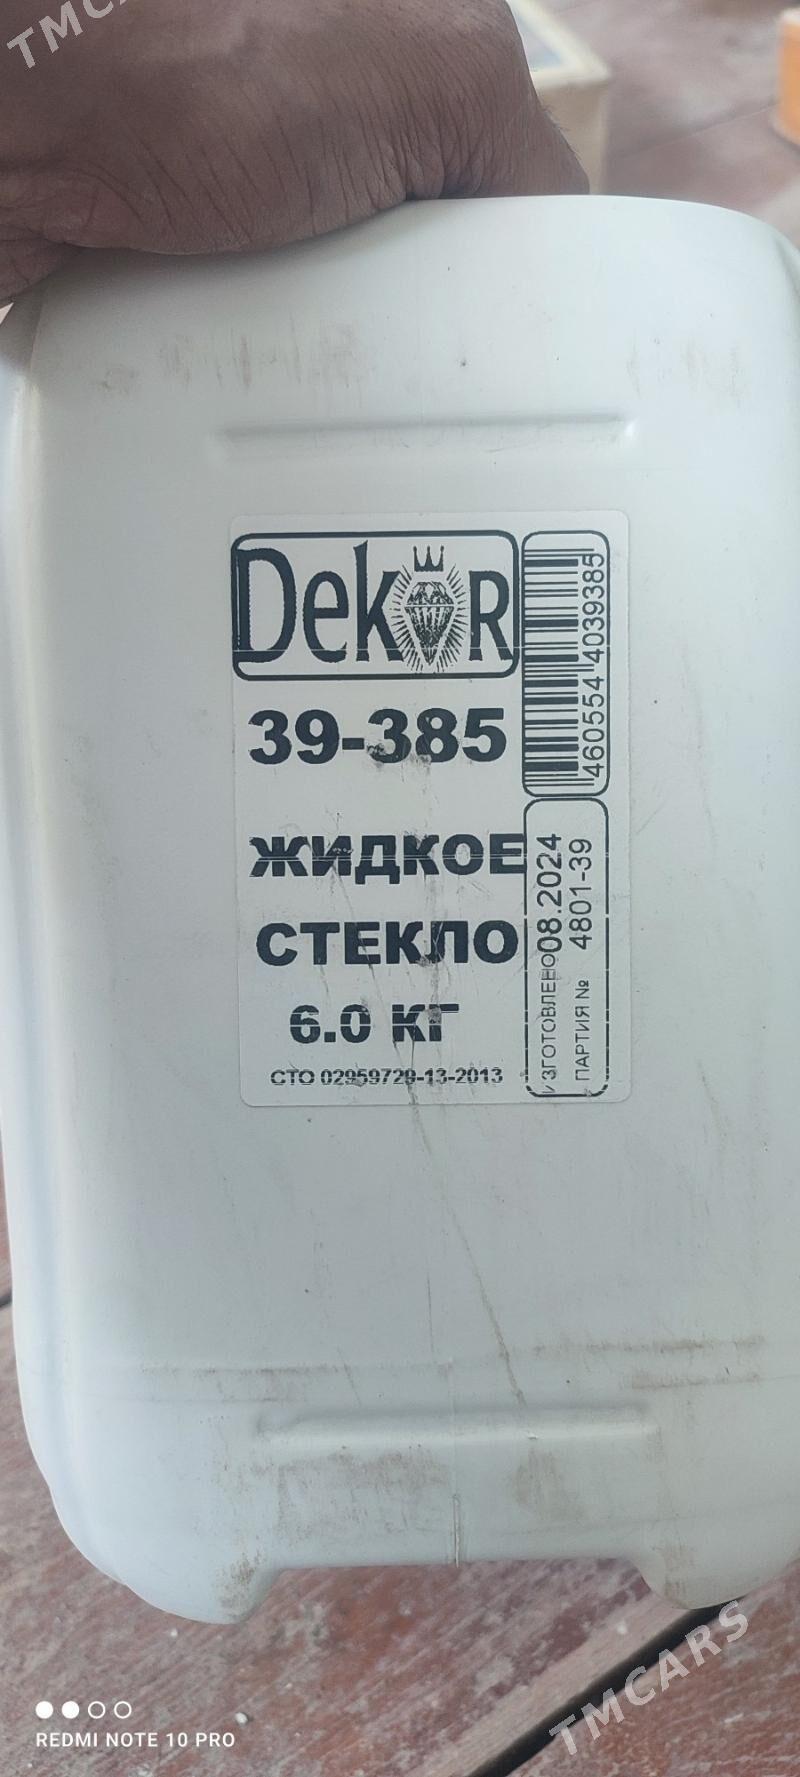 TMCA
Dekor
39-385
ЖИДКОЕ
СТЕКЛО
6.0 КГ
СТО 02959729-13-2013
4605544039385
ИЗГОТОВЛЕНО 08.2024
ПАРТИЯ № 4801-39
REDMI NOTE 10 PRO
TMCARS